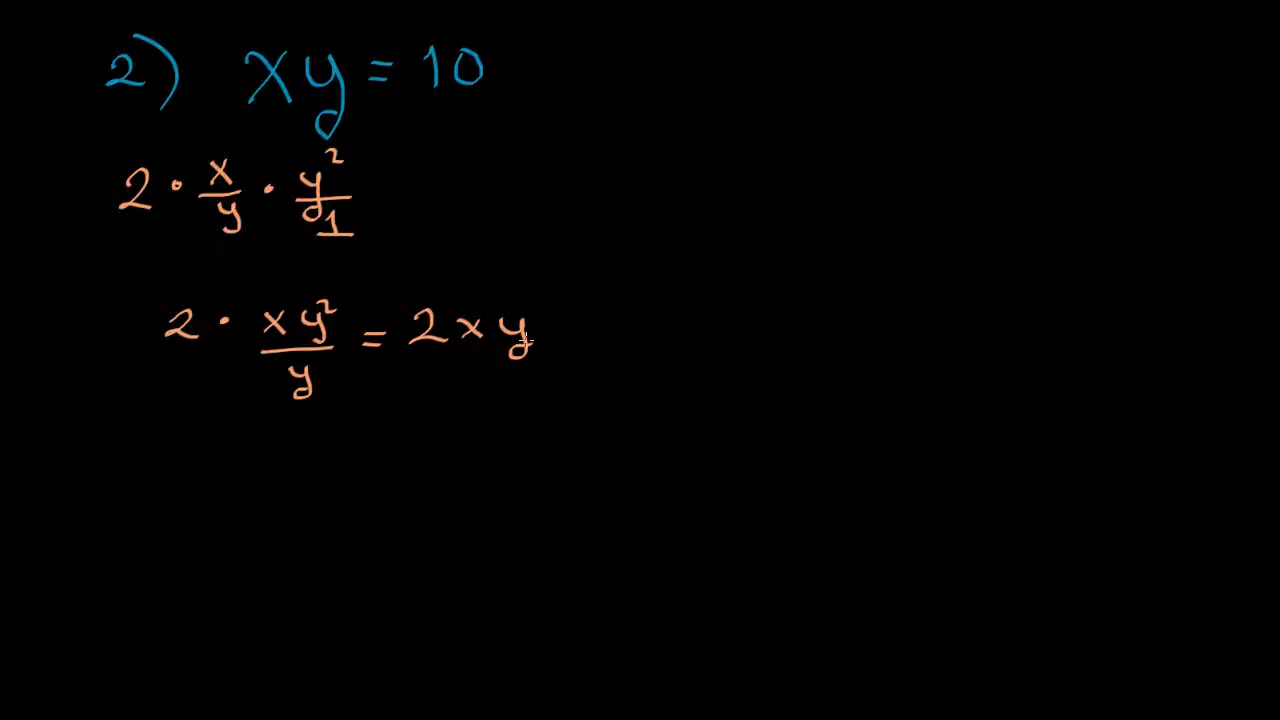 2) xy = 10
2 · x/y · y²/1
2 · xy²/y = 2xy